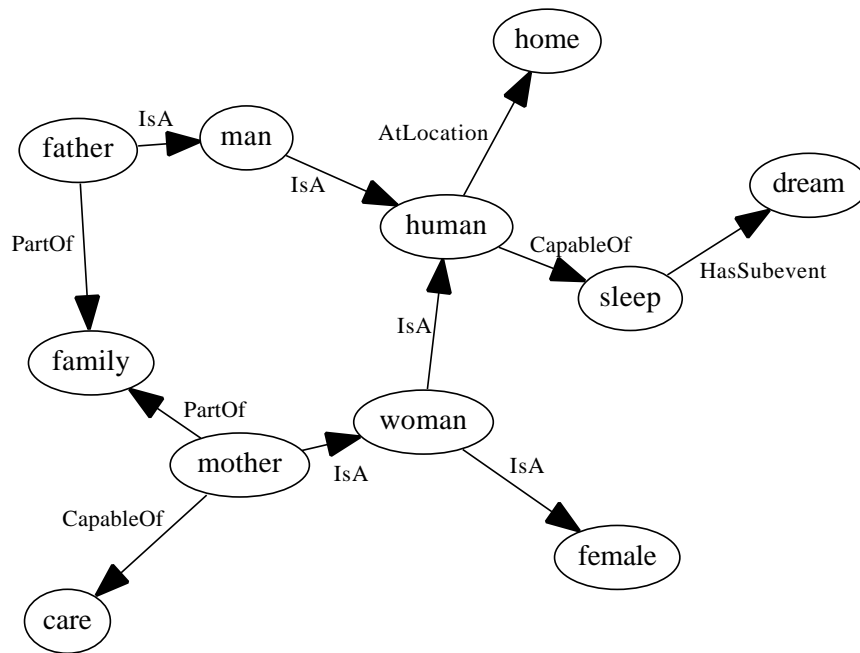 home
IsA
man
father
AtLocation
IsA
dream
human
PartOf
CapableOf
HasSubevent
sleep
IsA
family
PartOf
woman
mother
IsA
IsA
CapableOf
female
care